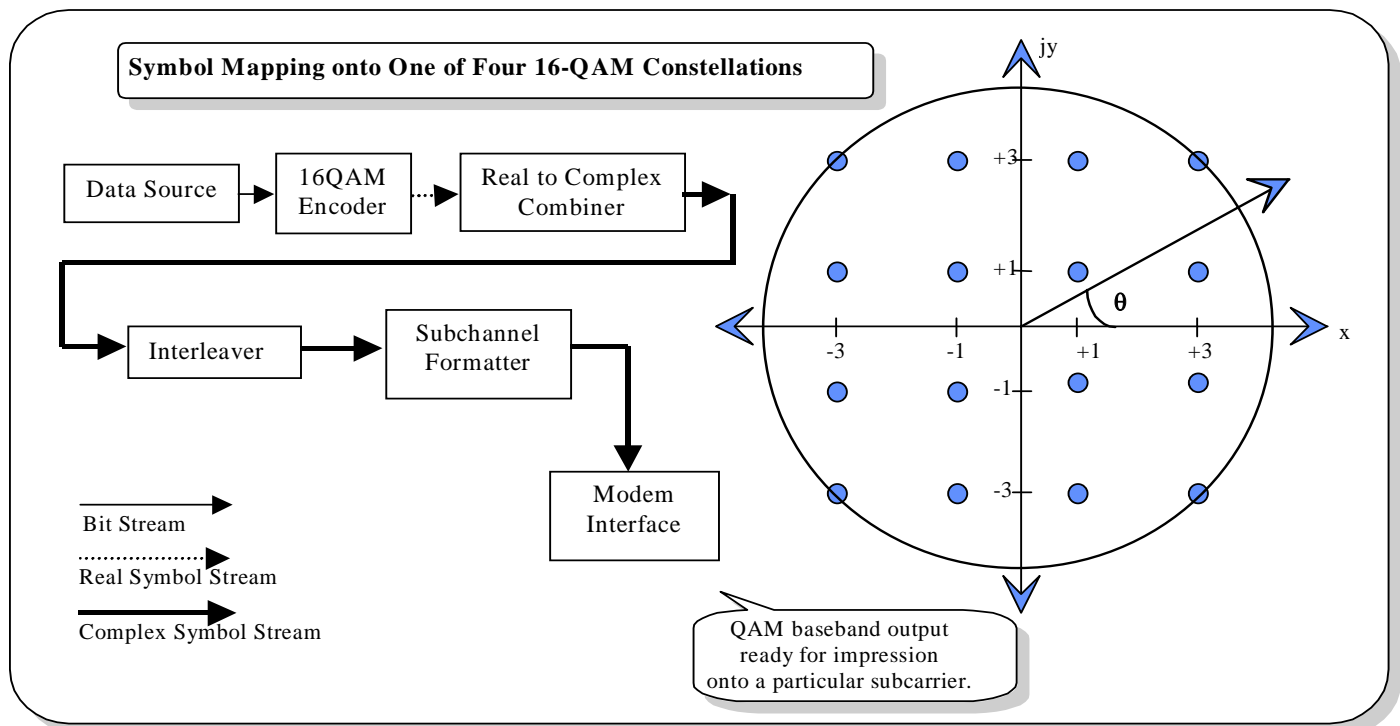 Symbol Mapping onto One of Four 16-QAM Constellations
Data Source
16QAM
Encoder
Real to Complex
Combiner
Interleaver
Subchannel
Formatter
Modem
Interface
Bit Stream
Real Symbol Stream
Complex Symbol Stream
QAM baseband output
ready for impression
onto a particular subcarrier.
jy
+3
+1
θ
x
-3
-1
+1
+3
-1
-3